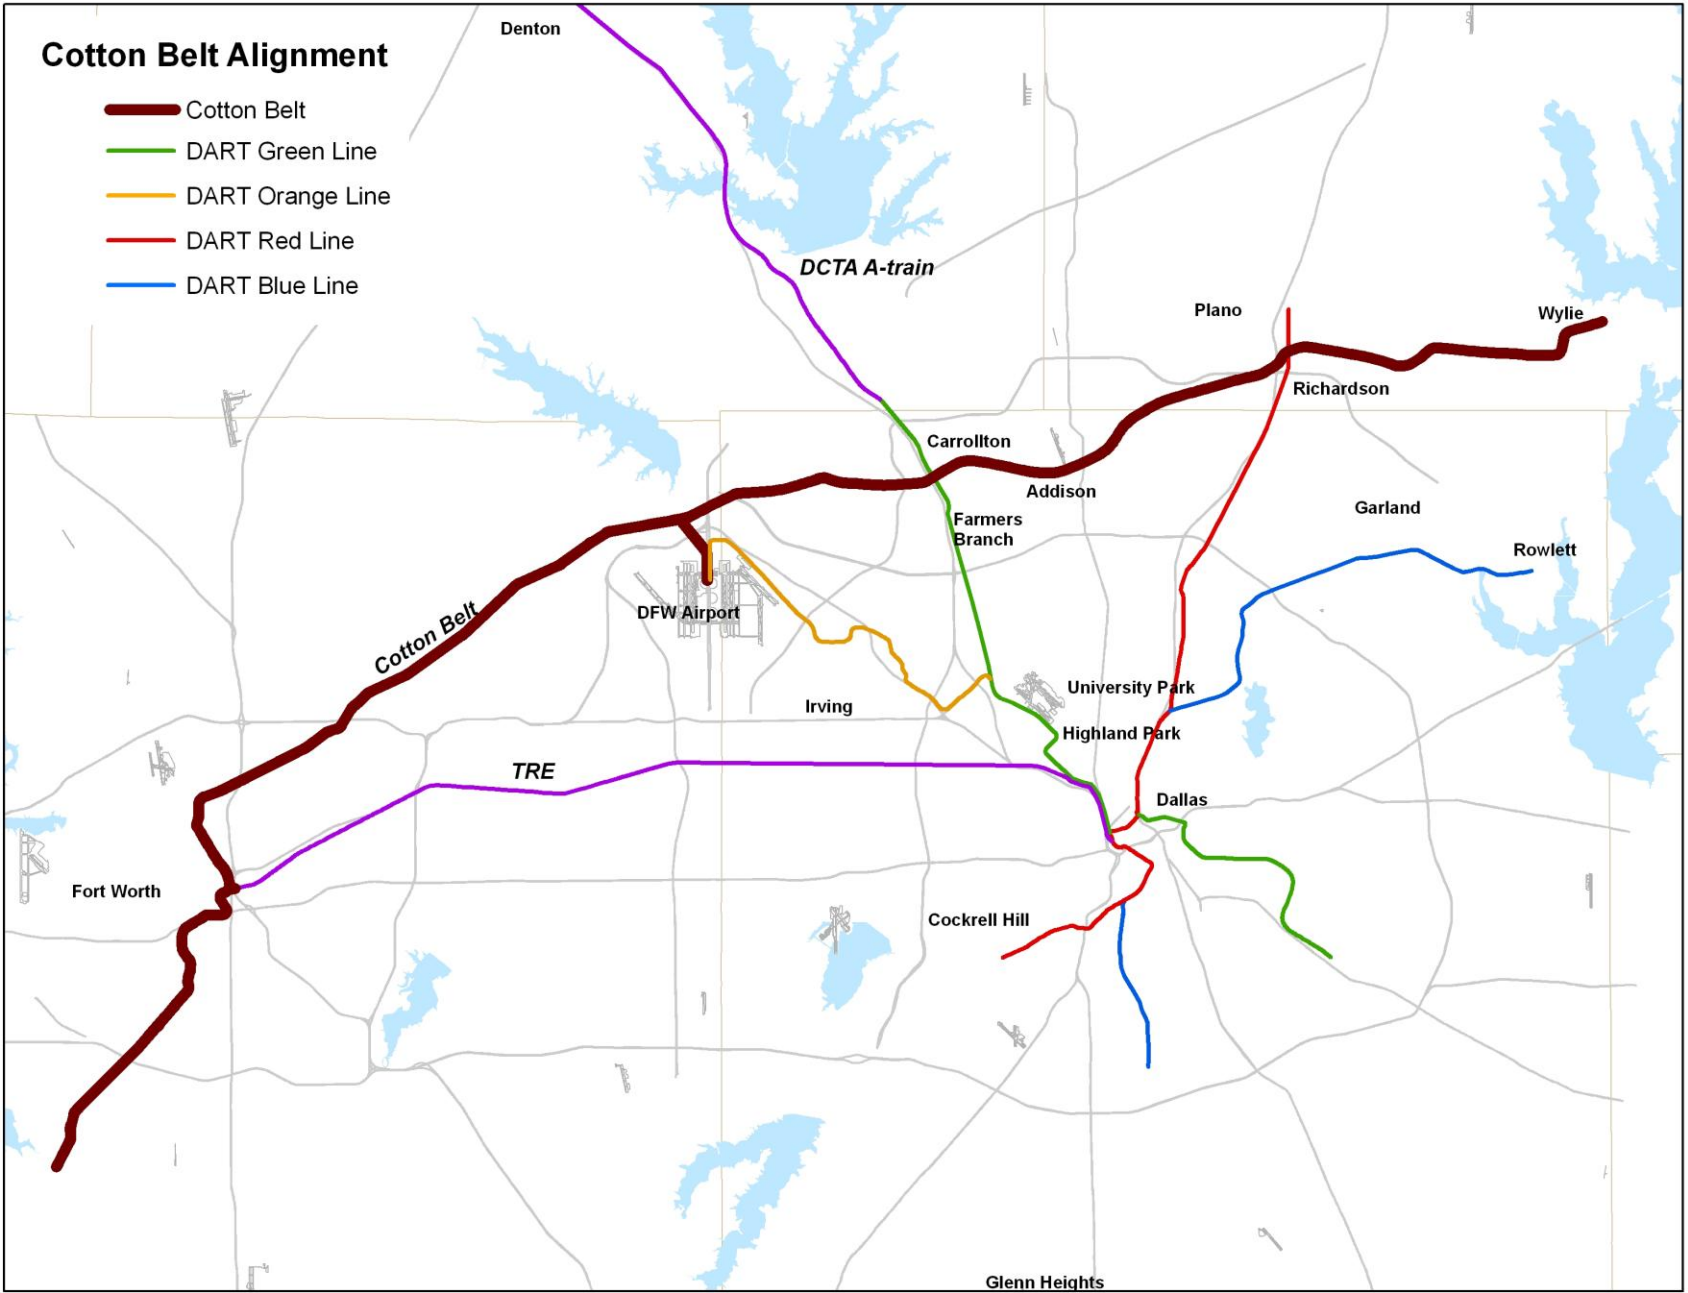 Denton
Cotton Belt Alignment
Cotton Belt
DART Green Line
DART Orange Line
DART Red Line
DART Blue Line
DCTA A-train
Plano
Wylie
Richardson
Carrollton
Addison
Farmers
Branch
Garland
Rowlett
DFW Airport
Cotton Belt
University Park
Irving
Highland Park
TRE
Dallas
Fort Worth
Cockrell Hill
Glenn Heights